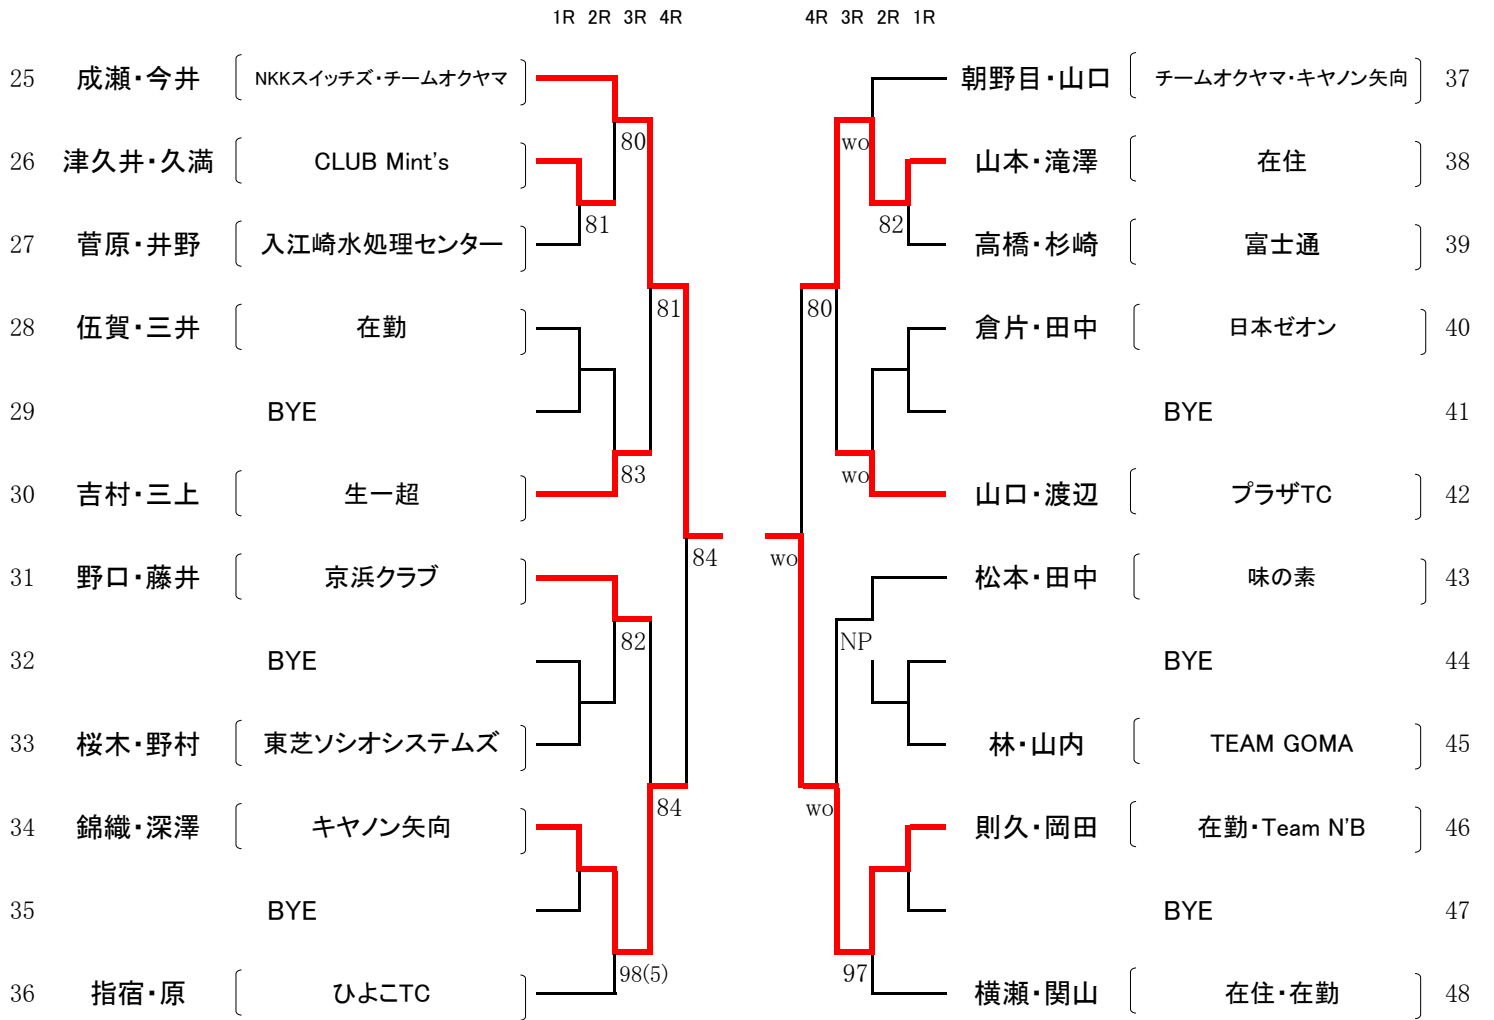 1R 2R 3R 4R 4R 3R 2R 1R
25 成瀬・今井 NKKスイッチズ・チームオクヤマ 朝野目・山口 チームオクヤマ・キヤノン矢向 37
80 wo
26 津久井・久満 CLUB Mint's 山本・滝澤 在住 38
81 82
27 菅原・井野 入江崎水処理センター 高橋・杉崎 富士通 39
81 80
28 伍賀・三井 在勤 倉片・田中 日本ゼオン 40
29 BYE BYE 41
83 wo
30 吉村・三上 生一超 山口・渡辺 プラザTC 42
84 wo
31 野口・藤井 京浜クラブ 松本・田中 味の素 43
82 NP
32 BYE BYE 44
33 桜木・野村 東芝ソシオシステムズ 林・山内 TEAM GOMA 45
84 wo
34 錦織・深澤 キヤノン矢向 則久・岡田 在勤・Team N'B 46
35 BYE BYE 47
98(5) 97
36 指宿・原 ひよこTC 横瀬・関山 在住・在勤 48